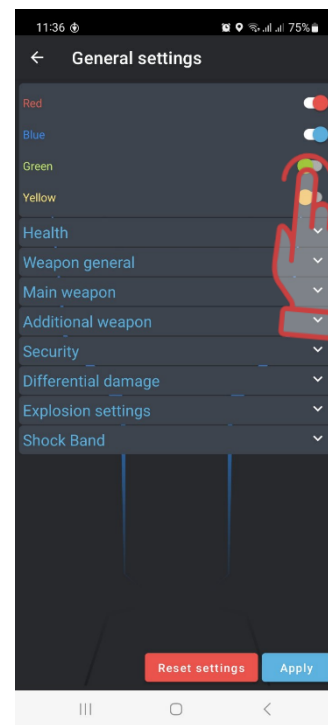 11:36 75%
General settings
Red
Blue
Green
Yellow
Health
Weapon general
Main weapon
Additional weapon
Security
Differential damage
Explosion settings
Shock Band
Reset settings Apply